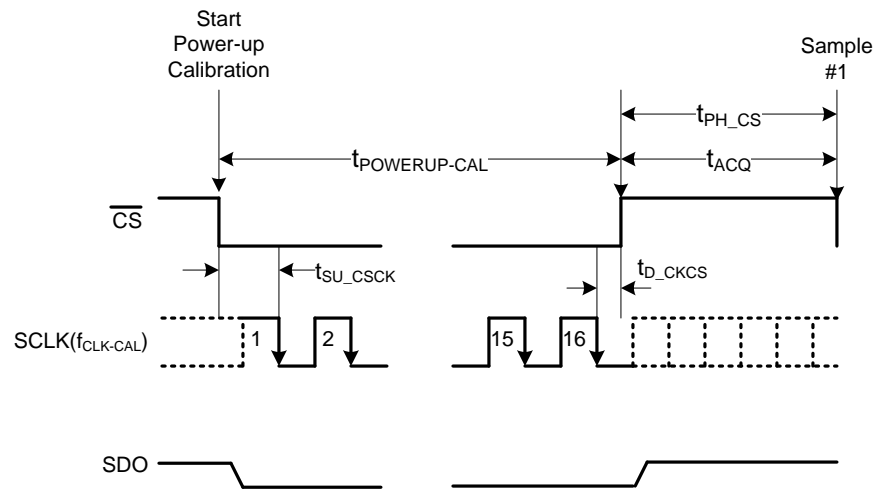 Start
Power-up
Calibration
Sample
#1
tPH_CS
tPOWERUP-CAL
tACQ
CS
tSU_CSCK
tD_CKCS
SCLK(fCLK-CAL)
1
2
15
16
SDO